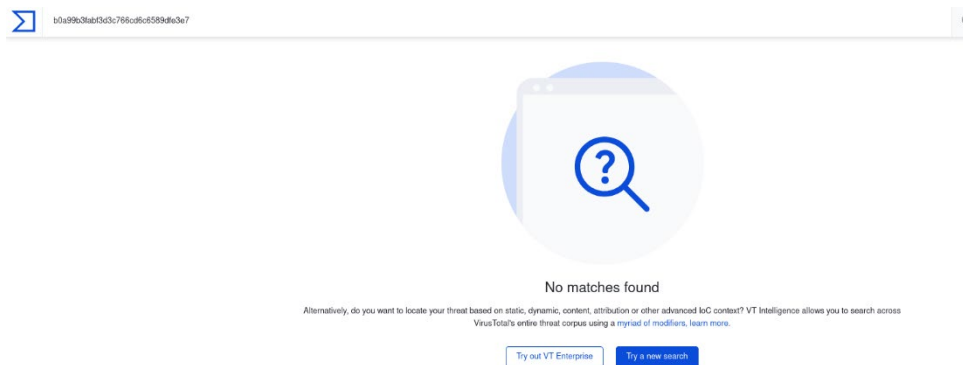 b0a99b3fabf3d3c766cd6c6589dfe3e7
No matches found
Alternatively, do you want to locate your threat based on static, dynamic, content, attribution or other advanced IoC context? VT Intelligence allows you to search across
VirusTotal's entire threat corpus using a myriad of modifiers, learn more.
Try out VT Enterprise Try a new search